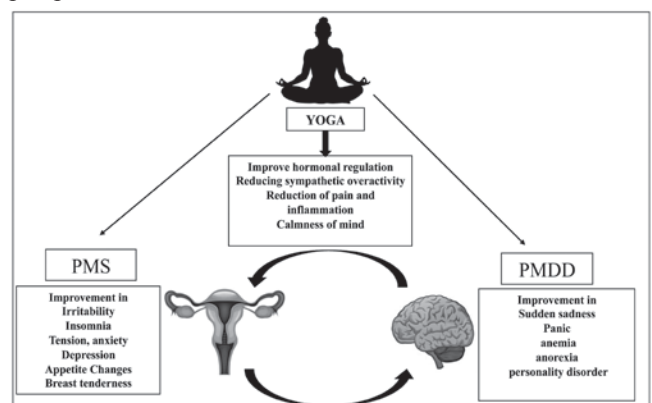 YOGA
Improve hormonal regulation
Reducing sympathetic overactivity
Reduction of pain and
inflammation
Calmness of mind
PMS
Improvement in
Irritability
Insomnia
Tension, anxiety
Depression
Appetite Changes
Breast tenderness
PMDD
Improvement in
Sudden sadness
Panic
anemia
anorexia
personality disorder